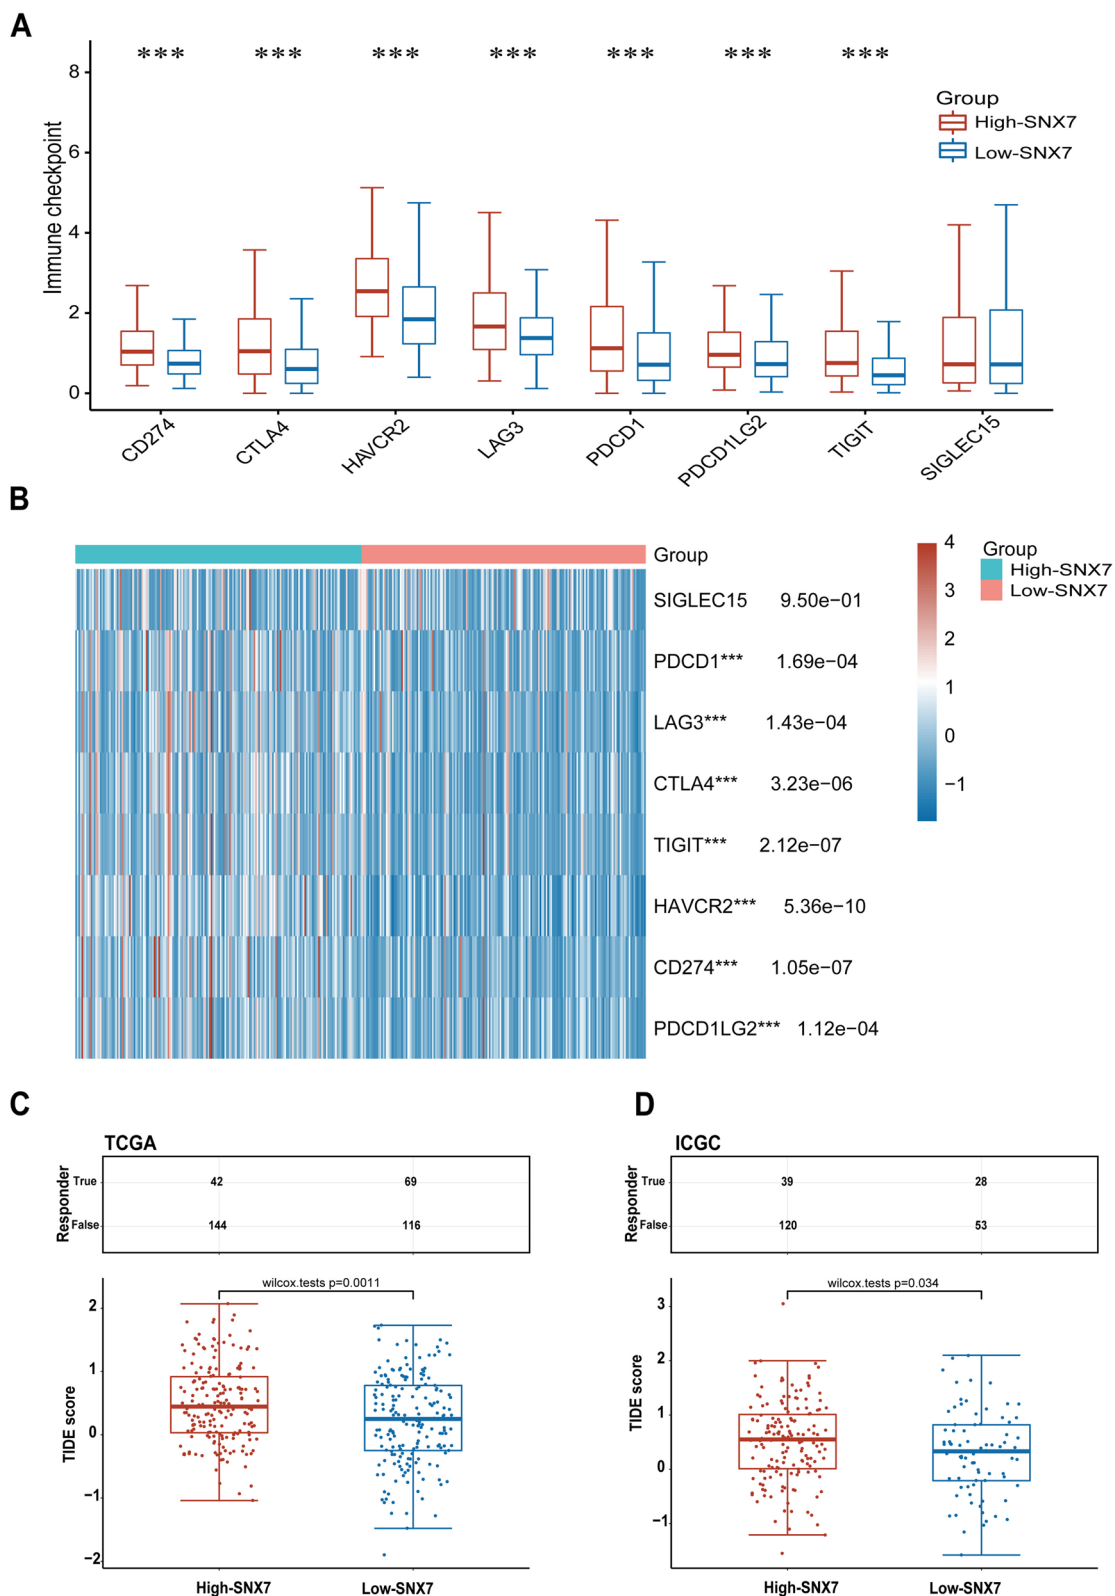 A
*** *** *** *** *** *** ***
8
6
4
2
0
Immune checkpoint
Group
High-SNX7
Low-SNX7
CD274 CTLA4 HAVCR2 LAG3 PDCD1 PDCD1LG2 TIGIT SIGLEC15
B
Group
SIGLEC15 9.50e−01
PDCD1*** 1.69e−04
LAG3*** 1.43e−04
CTLA4*** 3.23e−06
TIGIT*** 2.12e−07
HAVCR2*** 5.36e−10
CD274*** 1.05e−07
PDCD1LG2*** 1.12e−04
4
3
2
1
0
−1
Group
High-SNX7
Low-SNX7
C
TCGA
Responder
True 42 69
False 144 116
wilcox.tests p=0.0011
TIDE score
2
1
0
−1
−2
High-SNX7 Low-SNX7
D
ICGC
Responder
True 39 28
False 120 53
wilcox.tests p=0.034
TIDE score
3
2
1
0
−1
High-SNX7 Low-SNX7